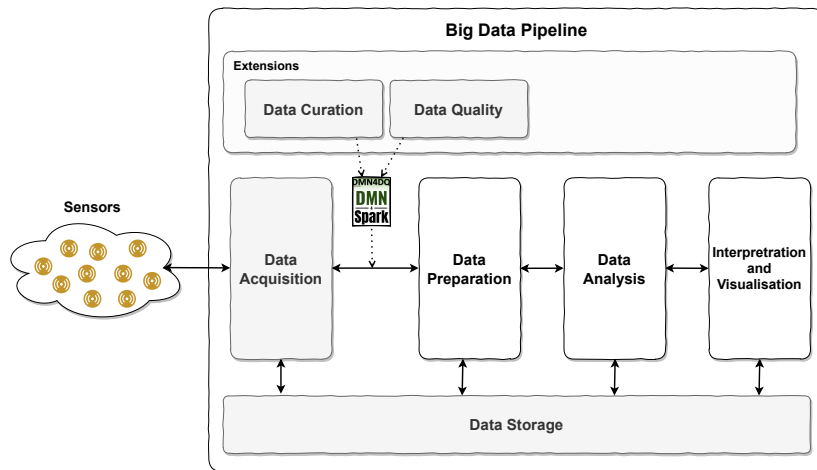 Big Data Pipeline
Extensions
Data Curation
Data Quality
DMN4DQ
DMN
+
Spark
Sensors
Data
Acquisition
Data
Preparation
Data
Analysis
Interpretration
and
Visualisation
Data Storage